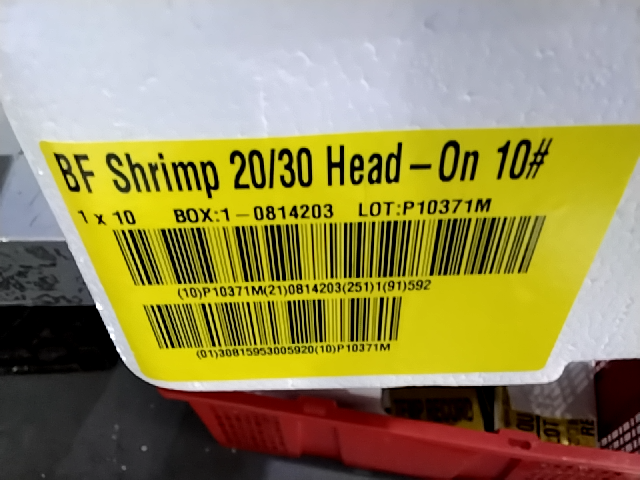 BF Shrimp 20/30 Head-On 10#
1 x 10 BOX:1-0814203 LOT:P10371M
(10)P10371M(21)0814203(251)1(91)592
(01)30815953005920(10)P10371M